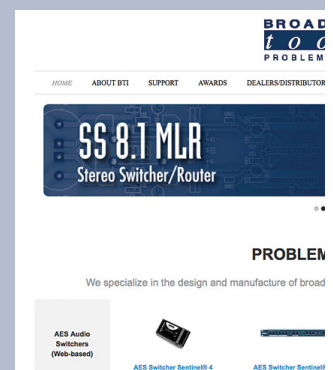 BROAD
too
PROBLEM
HOME ABOUT BTI SUPPORT AWARDS DEALERS/DISTRIBUTOR
SS 8.1 MLR
Stereo Switcher/Router
PROBLEM
We specialize in the design and manufacture of broad
AES Audio
Switchers
(Web-based)
AES Switcher Sentinel® 4 AES Switcher Sentinel®